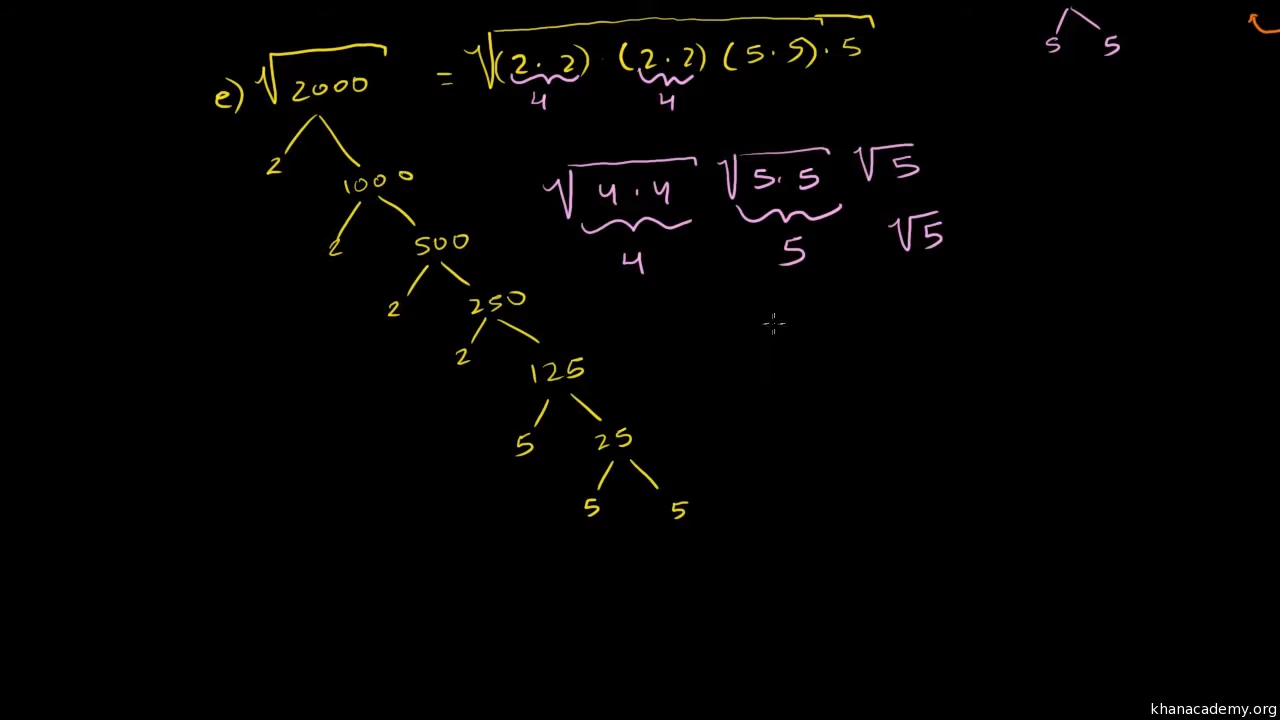 e) √2000 = √(2·2)·(2·2)(5·5)·5
4 4
5 5
2 1000
√4·4 √5·5 √5
4 5 √5
2 500
2 250
2 125
5 25
5 5
khanacademy.org